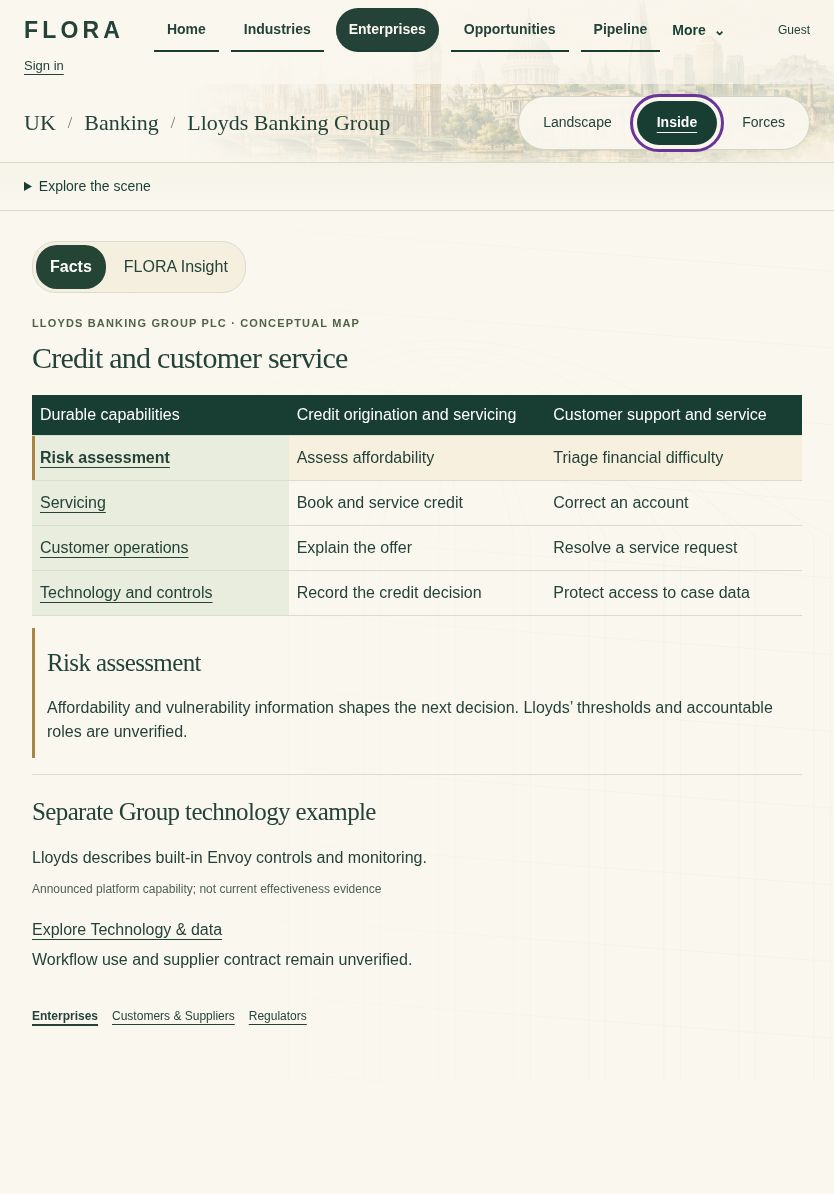 FLORA
Home
Industries
Enterprises
Opportunities
Pipeline
More
Guest
Sign in
UK / Banking / Lloyds Banking Group
Landscape
Inside
Forces
Explore the scene
Facts
FLORA Insight
LLOYDS BANKING GROUP PLC · CONCEPTUAL MAP
Credit and customer service
Durable capabilities
Credit origination and servicing
Customer support and service
Risk assessment
Assess affordability
Triage financial difficulty
Servicing
Book and service credit
Correct an account
Customer operations
Explain the offer
Resolve a service request
Technology and controls
Record the credit decision
Protect access to case data
Risk assessment
Affordability and vulnerability information shapes the next decision. Lloyds’ thresholds and accountable
roles are unverified.
Separate Group technology example
Lloyds describes built-in Envoy controls and monitoring.
Announced platform capability; not current effectiveness evidence
Explore Technology & data
Workflow use and supplier contract remain unverified.
Enterprises
Customers & Suppliers
Regulators